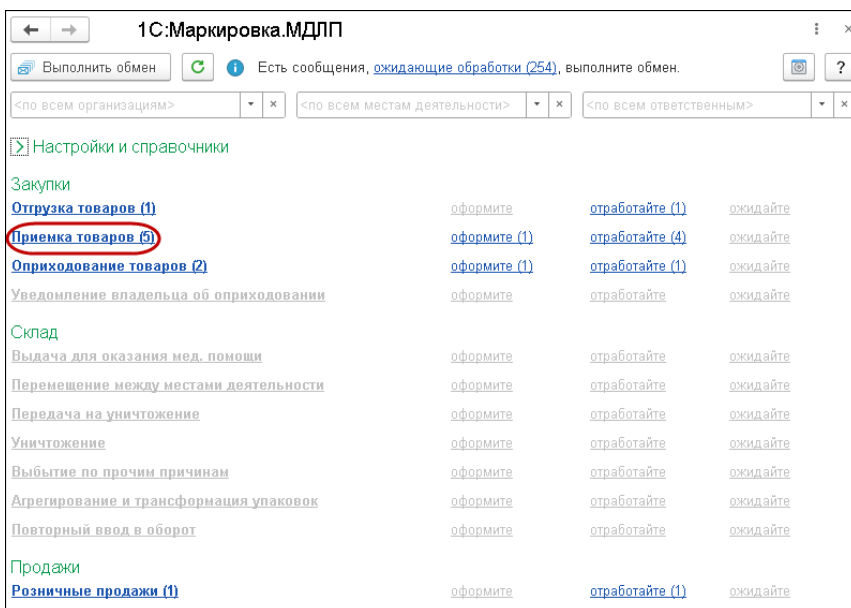 1С:Маркировка.МДЛП
Выполнить обмен Есть сообщения, ожидающие обработки (254), выполните обмен. ?
<по всем организациям> <по всем местам деятельности> <по всем ответственным>
Настройки и справочники
Закупки
Отгрузка товаров (1) оформите отработайте (1) ожидайте
Приемка товаров (5) оформите (1) отработайте (4) ожидайте
Оприходование товаров (2) оформите (1) отработайте (1) ожидайте
Уведомление владельца об оприходовании оформите отработайте ожидайте
Склад
Выдача для оказания мед. помощи оформите отработайте ожидайте
Перемещение между местами деятельности оформите отработайте ожидайте
Передача на уничтожение оформите отработайте ожидайте
Уничтожение оформите отработайте ожидайте
Выбытие по прочим причинам оформите отработайте ожидайте
Агрегирование и трансформация упаковок оформите отработайте ожидайте
Повторный ввод в оборот оформите отработайте ожидайте
Продажи
Розничные продажи (1) оформите отработайте (1) ожидайте